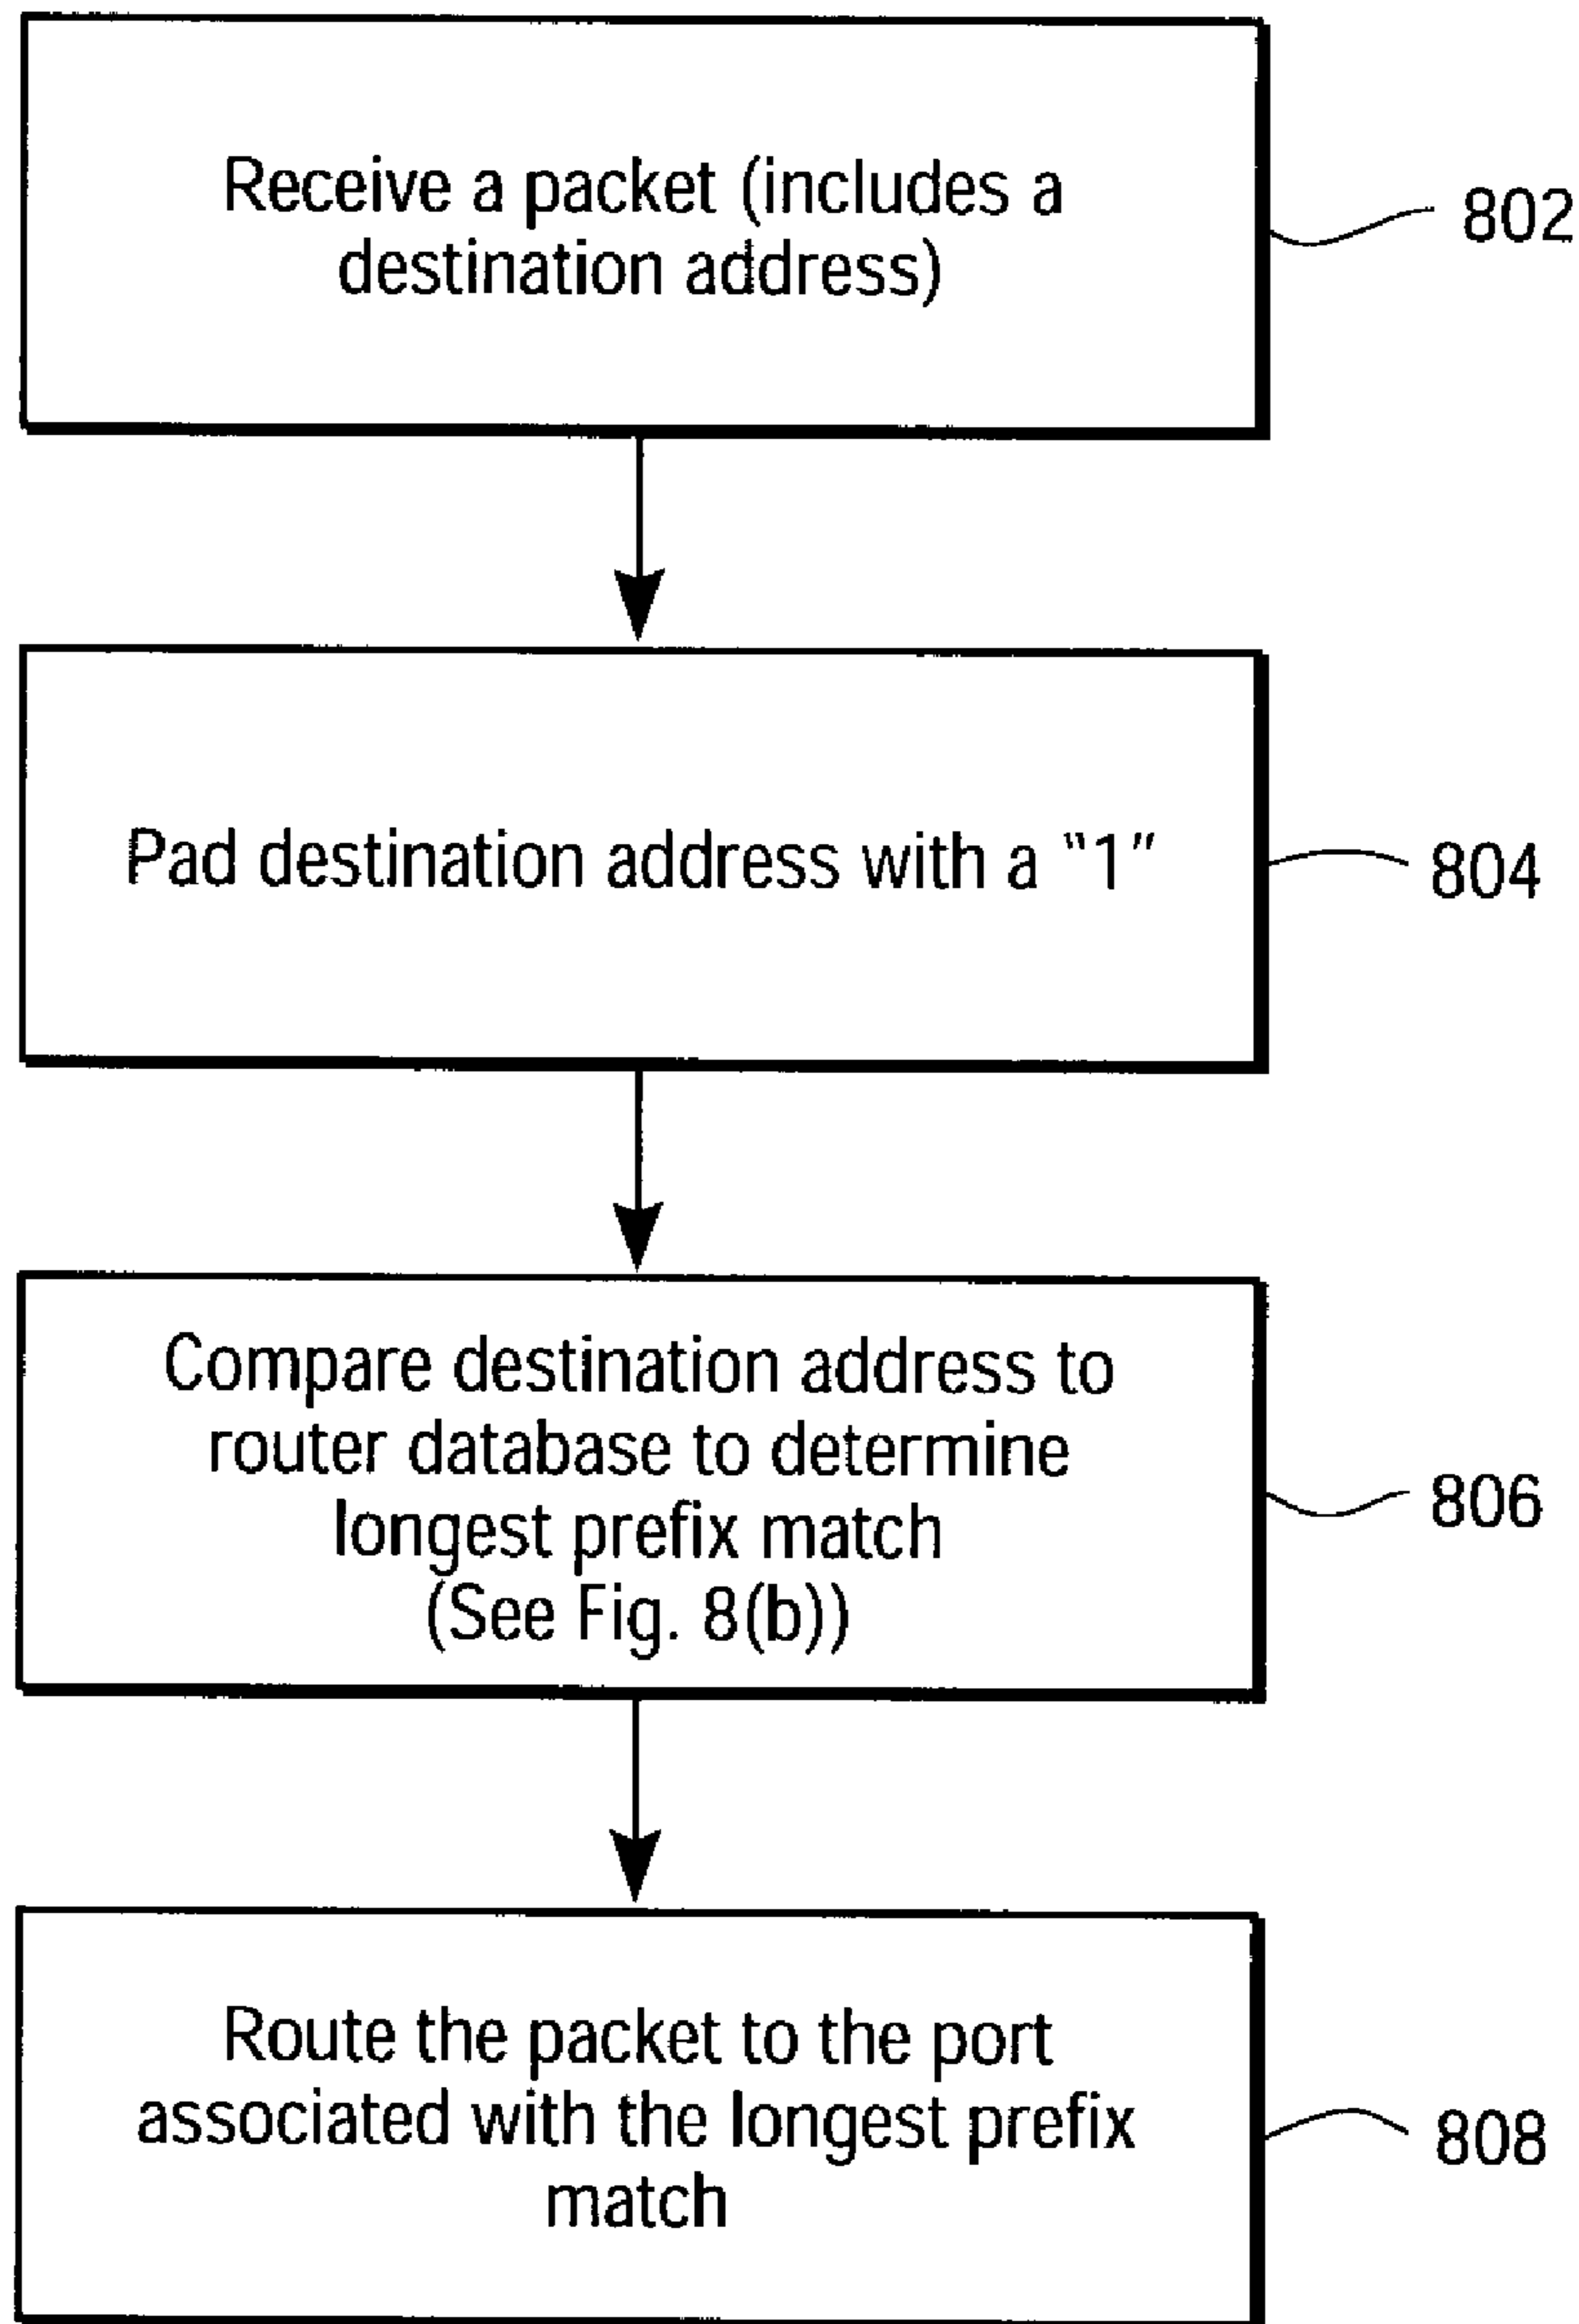 Receive a packet (includes a
destination address)
802
Pad destination address with a "1"
804
Compare destination address to
router database to determine
longest prefix match
(See Fig. 8(b))
806
Route the packet to the port
associated with the longest prefix
match
808